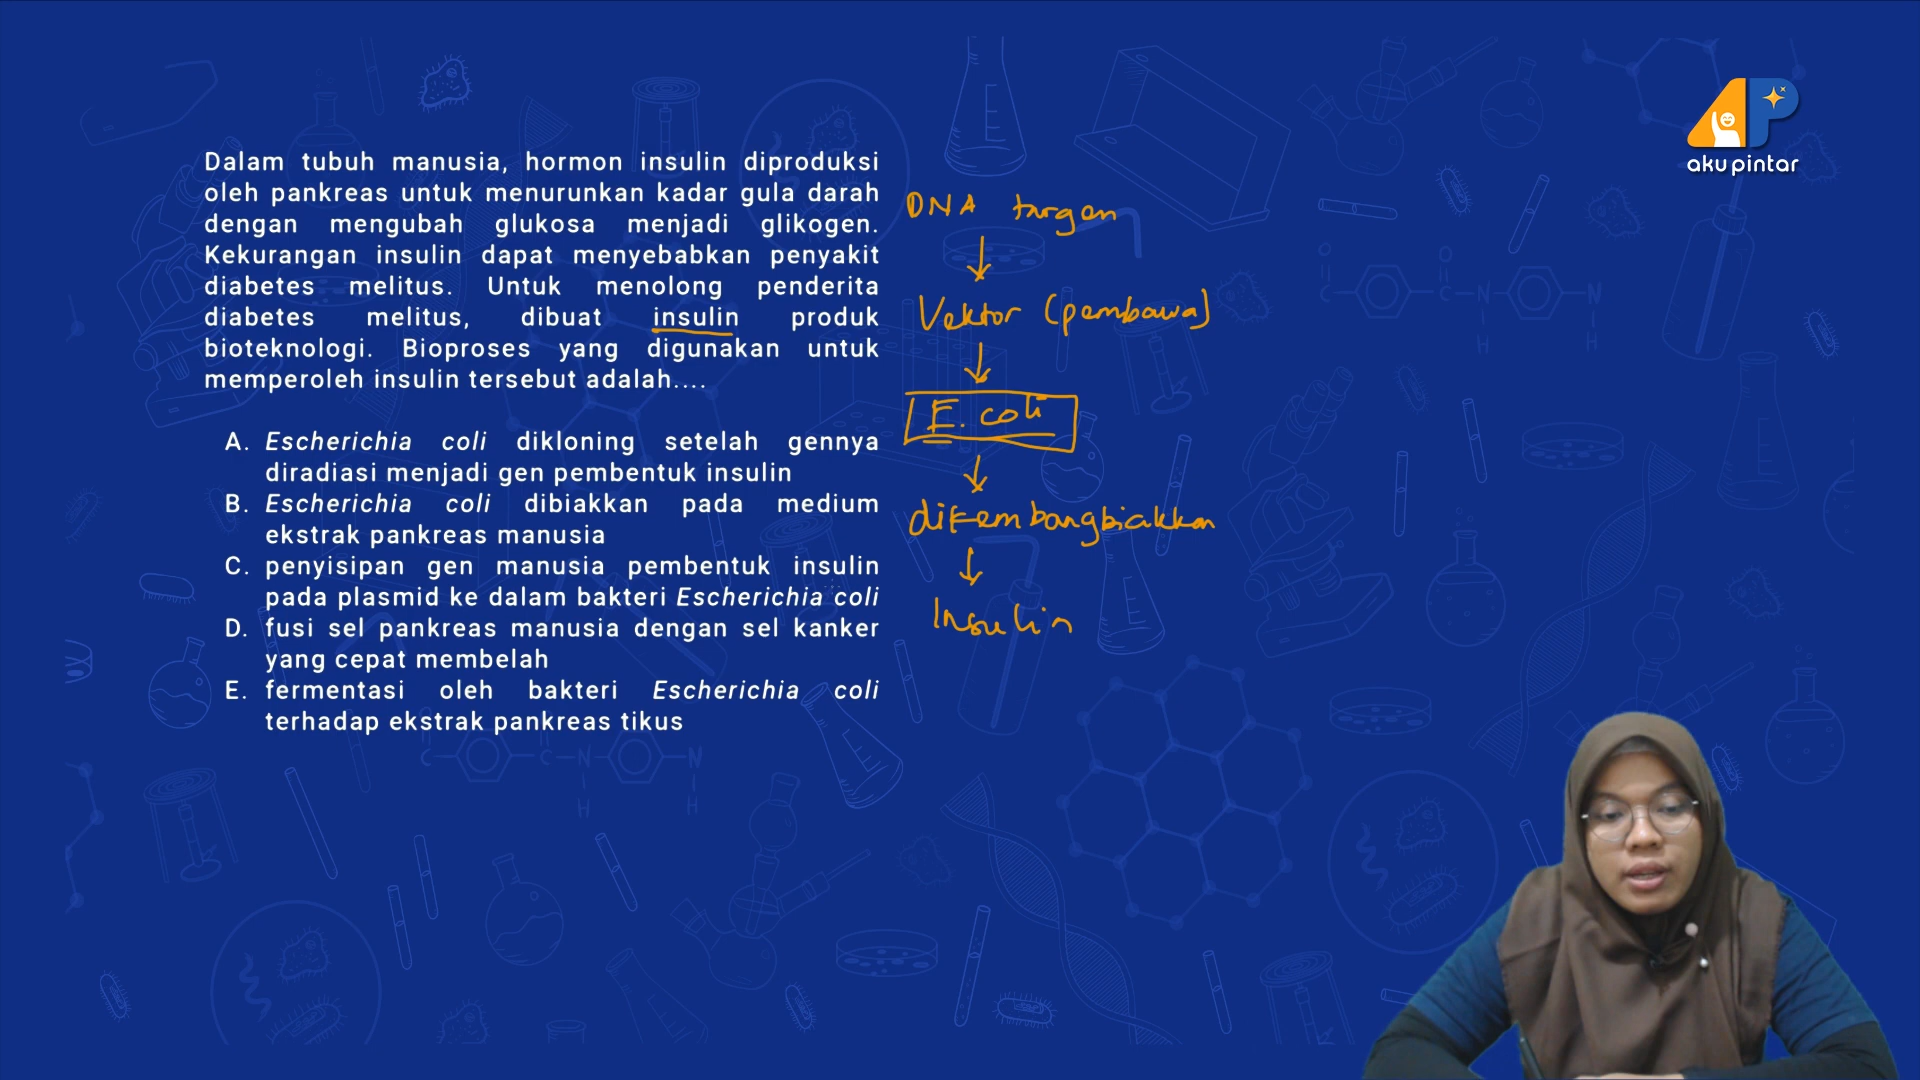 Dalam tubuh manusia, hormon insulin diproduksi
oleh pankreas untuk menurunkan kadar gula darah
dengan mengubah glukosa menjadi glikogen.
Kekurangan insulin dapat menyebabkan penyakit
diabetes melitus. Untuk menolong penderita
diabetes melitus, dibuat insulin produk
bioteknologi. Bioproses yang digunakan untuk
memperoleh insulin tersebut adalah....
A. Escherichia coli dikloning setelah gennya
diradiasi menjadi gen pembentuk insulin
B. Escherichia coli dibiakkan pada medium
ekstrak pankreas manusia
C. penyisipan gen manusia pembentuk insulin
pada plasmid ke dalam bakteri Escherichia coli
D. fusi sel pankreas manusia dengan sel kanker
yang cepat membelah
E. fermentasi oleh bakteri Escherichia coli
terhadap ekstrak pankreas tikus
DNA targen
Vektor (pembawa)
E. coli
dikembangbiakkan
Insulin
AP
aku pintar